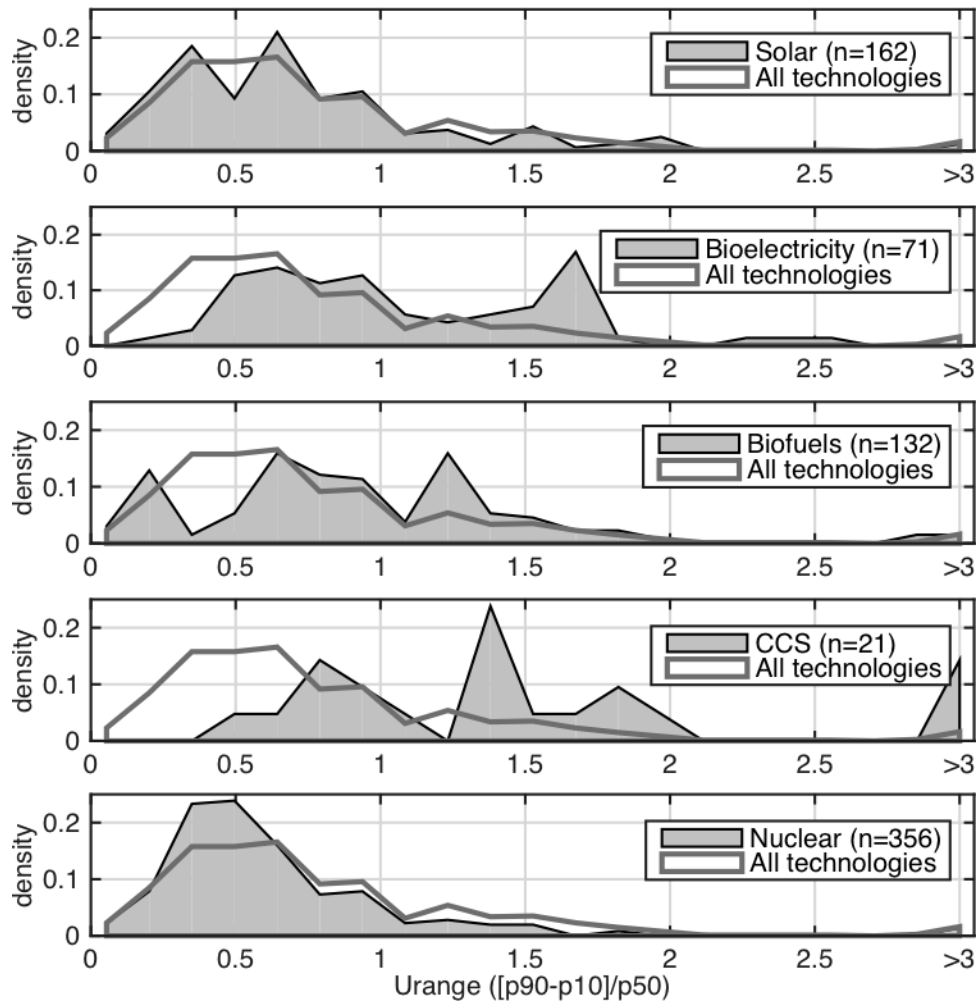 density
0.2
0.1
0
Solar (n=162)
All technologies
0 0.5 1 1.5 2 2.5 >3
density
0.2
0.1
0
Bioelectricity (n=71)
All technologies
0 0.5 1 1.5 2 2.5 >3
density
0.2
0.1
0
Biofuels (n=132)
All technologies
0 0.5 1 1.5 2 2.5 >3
density
0.2
0.1
0
CCS (n=21)
All technologies
0 0.5 1 1.5 2 2.5 >3
density
0.2
0.1
0
Nuclear (n=356)
All technologies
0 0.5 1 1.5 2 2.5 >3
Urange ([p90-p10]/p50)